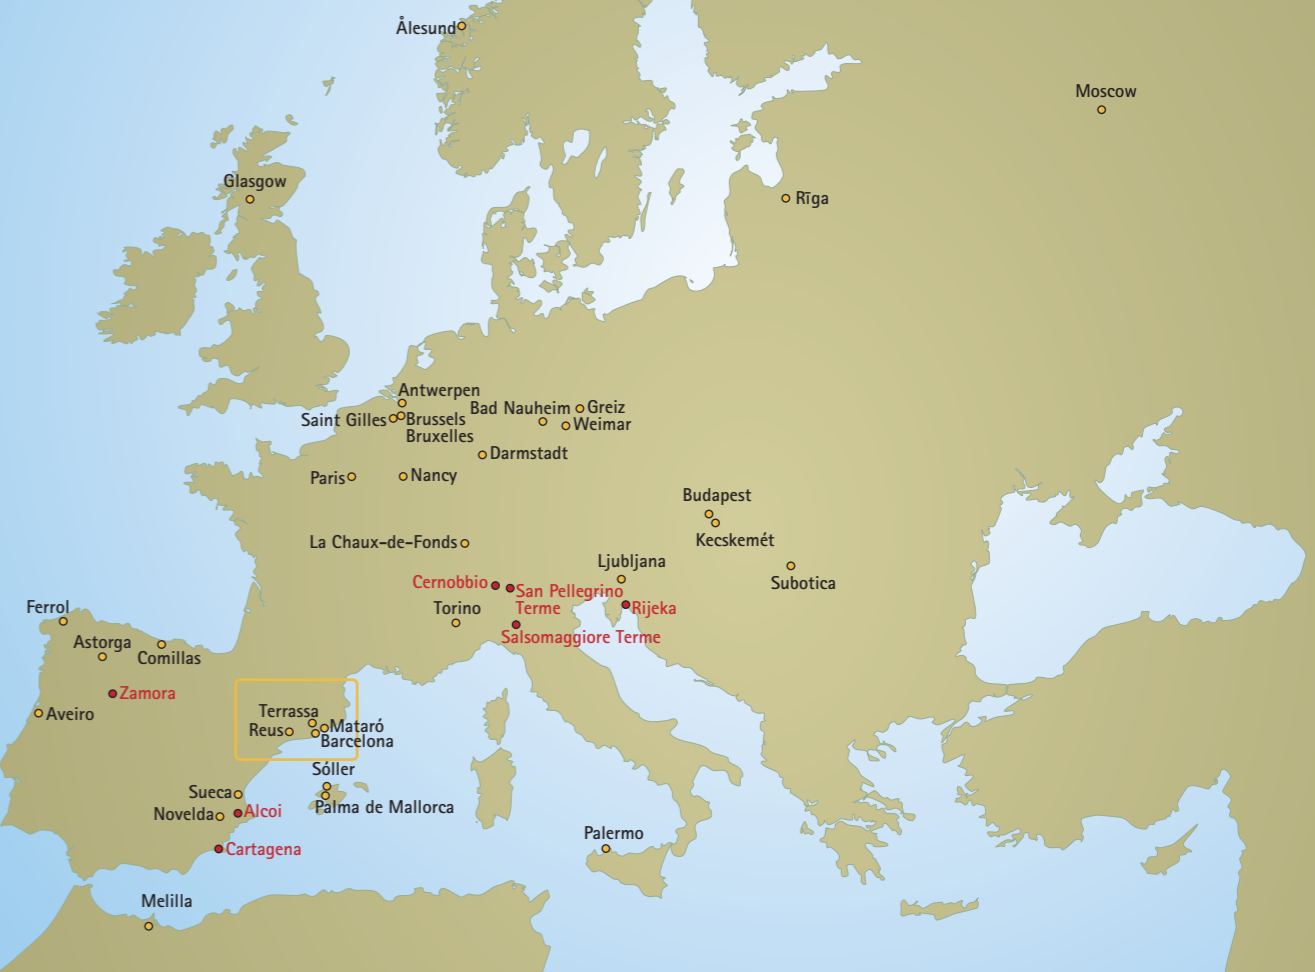 Ålesund
Moscow
Glasgow
Rīga
Antwerpen
Saint Gilles
Brussels
Bruxelles
Bad Nauheim
Greiz
Weimar
Darmstadt
Paris
Nancy
Budapest
Kecskemét
La Chaux-de-Fonds
Ljubljana
Subotica
Cernobbio
San Pellegrino
Terme
Rijeka
Torino
Salsomaggiore Terme
Ferrol
Astorga
Comillas
Zamora
Aveiro
Terrassa
Reus
Mataró
Barcelona
Sóller
Palma de Mallorca
Sueca
Novelda
Alcoi
Cartagena
Palermo
Melilla